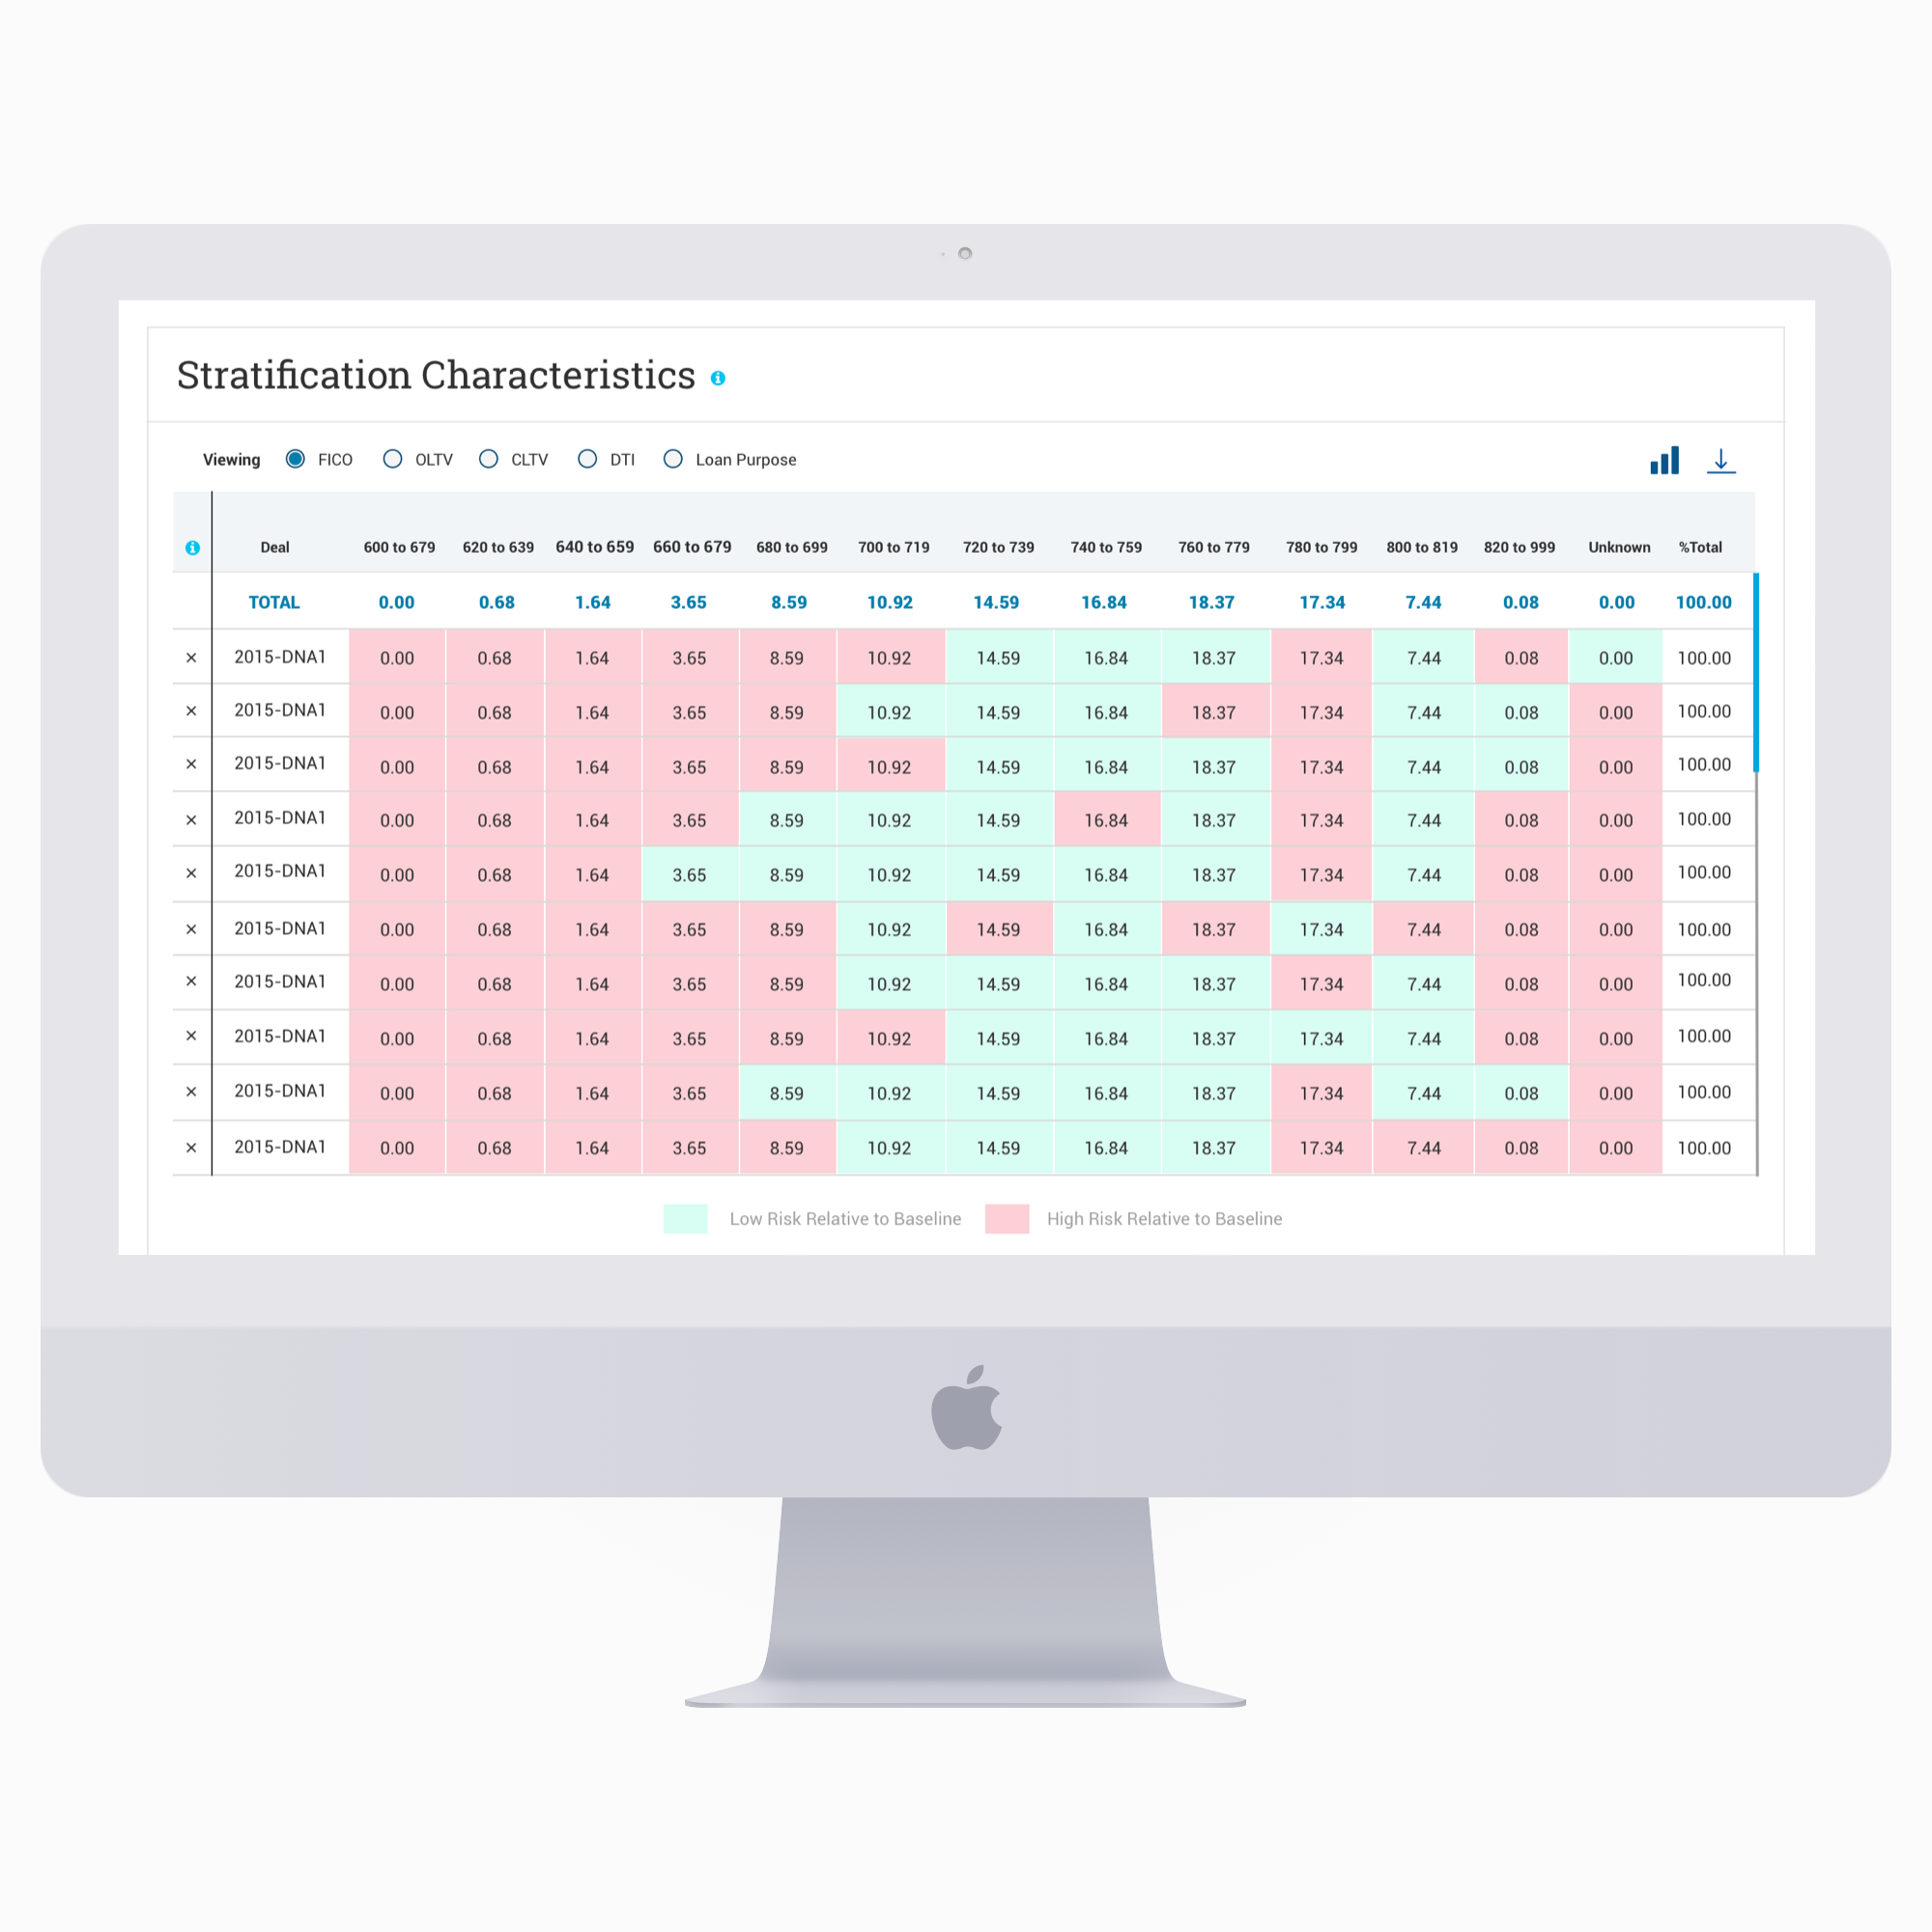 Stratification Characteristics
Viewing FICO OLTV CLTV DTI Loan Purpose
Deal 600 to 679 620 to 639 640 to 659 660 to 679 680 to 699 700 to 719 720 to 739 740 to 759 760 to 779 780 to 799 800 to 819 820 to 999 Unknown %Total
TOTAL 0.00 0.68 1.64 3.65 8.59 10.92 14.59 16.84 18.37 17.34 7.44 0.08 0.00 100.00
× 2015-DNA1 0.00 0.68 1.64 3.65 8.59 10.92 14.59 16.84 18.37 17.34 7.44 0.08 0.00 100.00
× 2015-DNA1 0.00 0.68 1.64 3.65 8.59 10.92 14.59 16.84 18.37 17.34 7.44 0.08 0.00 100.00
× 2015-DNA1 0.00 0.68 1.64 3.65 8.59 10.92 14.59 16.84 18.37 17.34 7.44 0.08 0.00 100.00
× 2015-DNA1 0.00 0.68 1.64 3.65 8.59 10.92 14.59 16.84 18.37 17.34 7.44 0.08 0.00 100.00
× 2015-DNA1 0.00 0.68 1.64 3.65 8.59 10.92 14.59 16.84 18.37 17.34 7.44 0.08 0.00 100.00
× 2015-DNA1 0.00 0.68 1.64 3.65 8.59 10.92 14.59 16.84 18.37 17.34 7.44 0.08 0.00 100.00
× 2015-DNA1 0.00 0.68 1.64 3.65 8.59 10.92 14.59 16.84 18.37 17.34 7.44 0.08 0.00 100.00
× 2015-DNA1 0.00 0.68 1.64 3.65 8.59 10.92 14.59 16.84 18.37 17.34 7.44 0.08 0.00 100.00
× 2015-DNA1 0.00 0.68 1.64 3.65 8.59 10.92 14.59 16.84 18.37 17.34 7.44 0.08 0.00 100.00
× 2015-DNA1 0.00 0.68 1.64 3.65 8.59 10.92 14.59 16.84 18.37 17.34 7.44 0.08 0.00 100.00
Low Risk Relative to Baseline High Risk Relative to Baseline